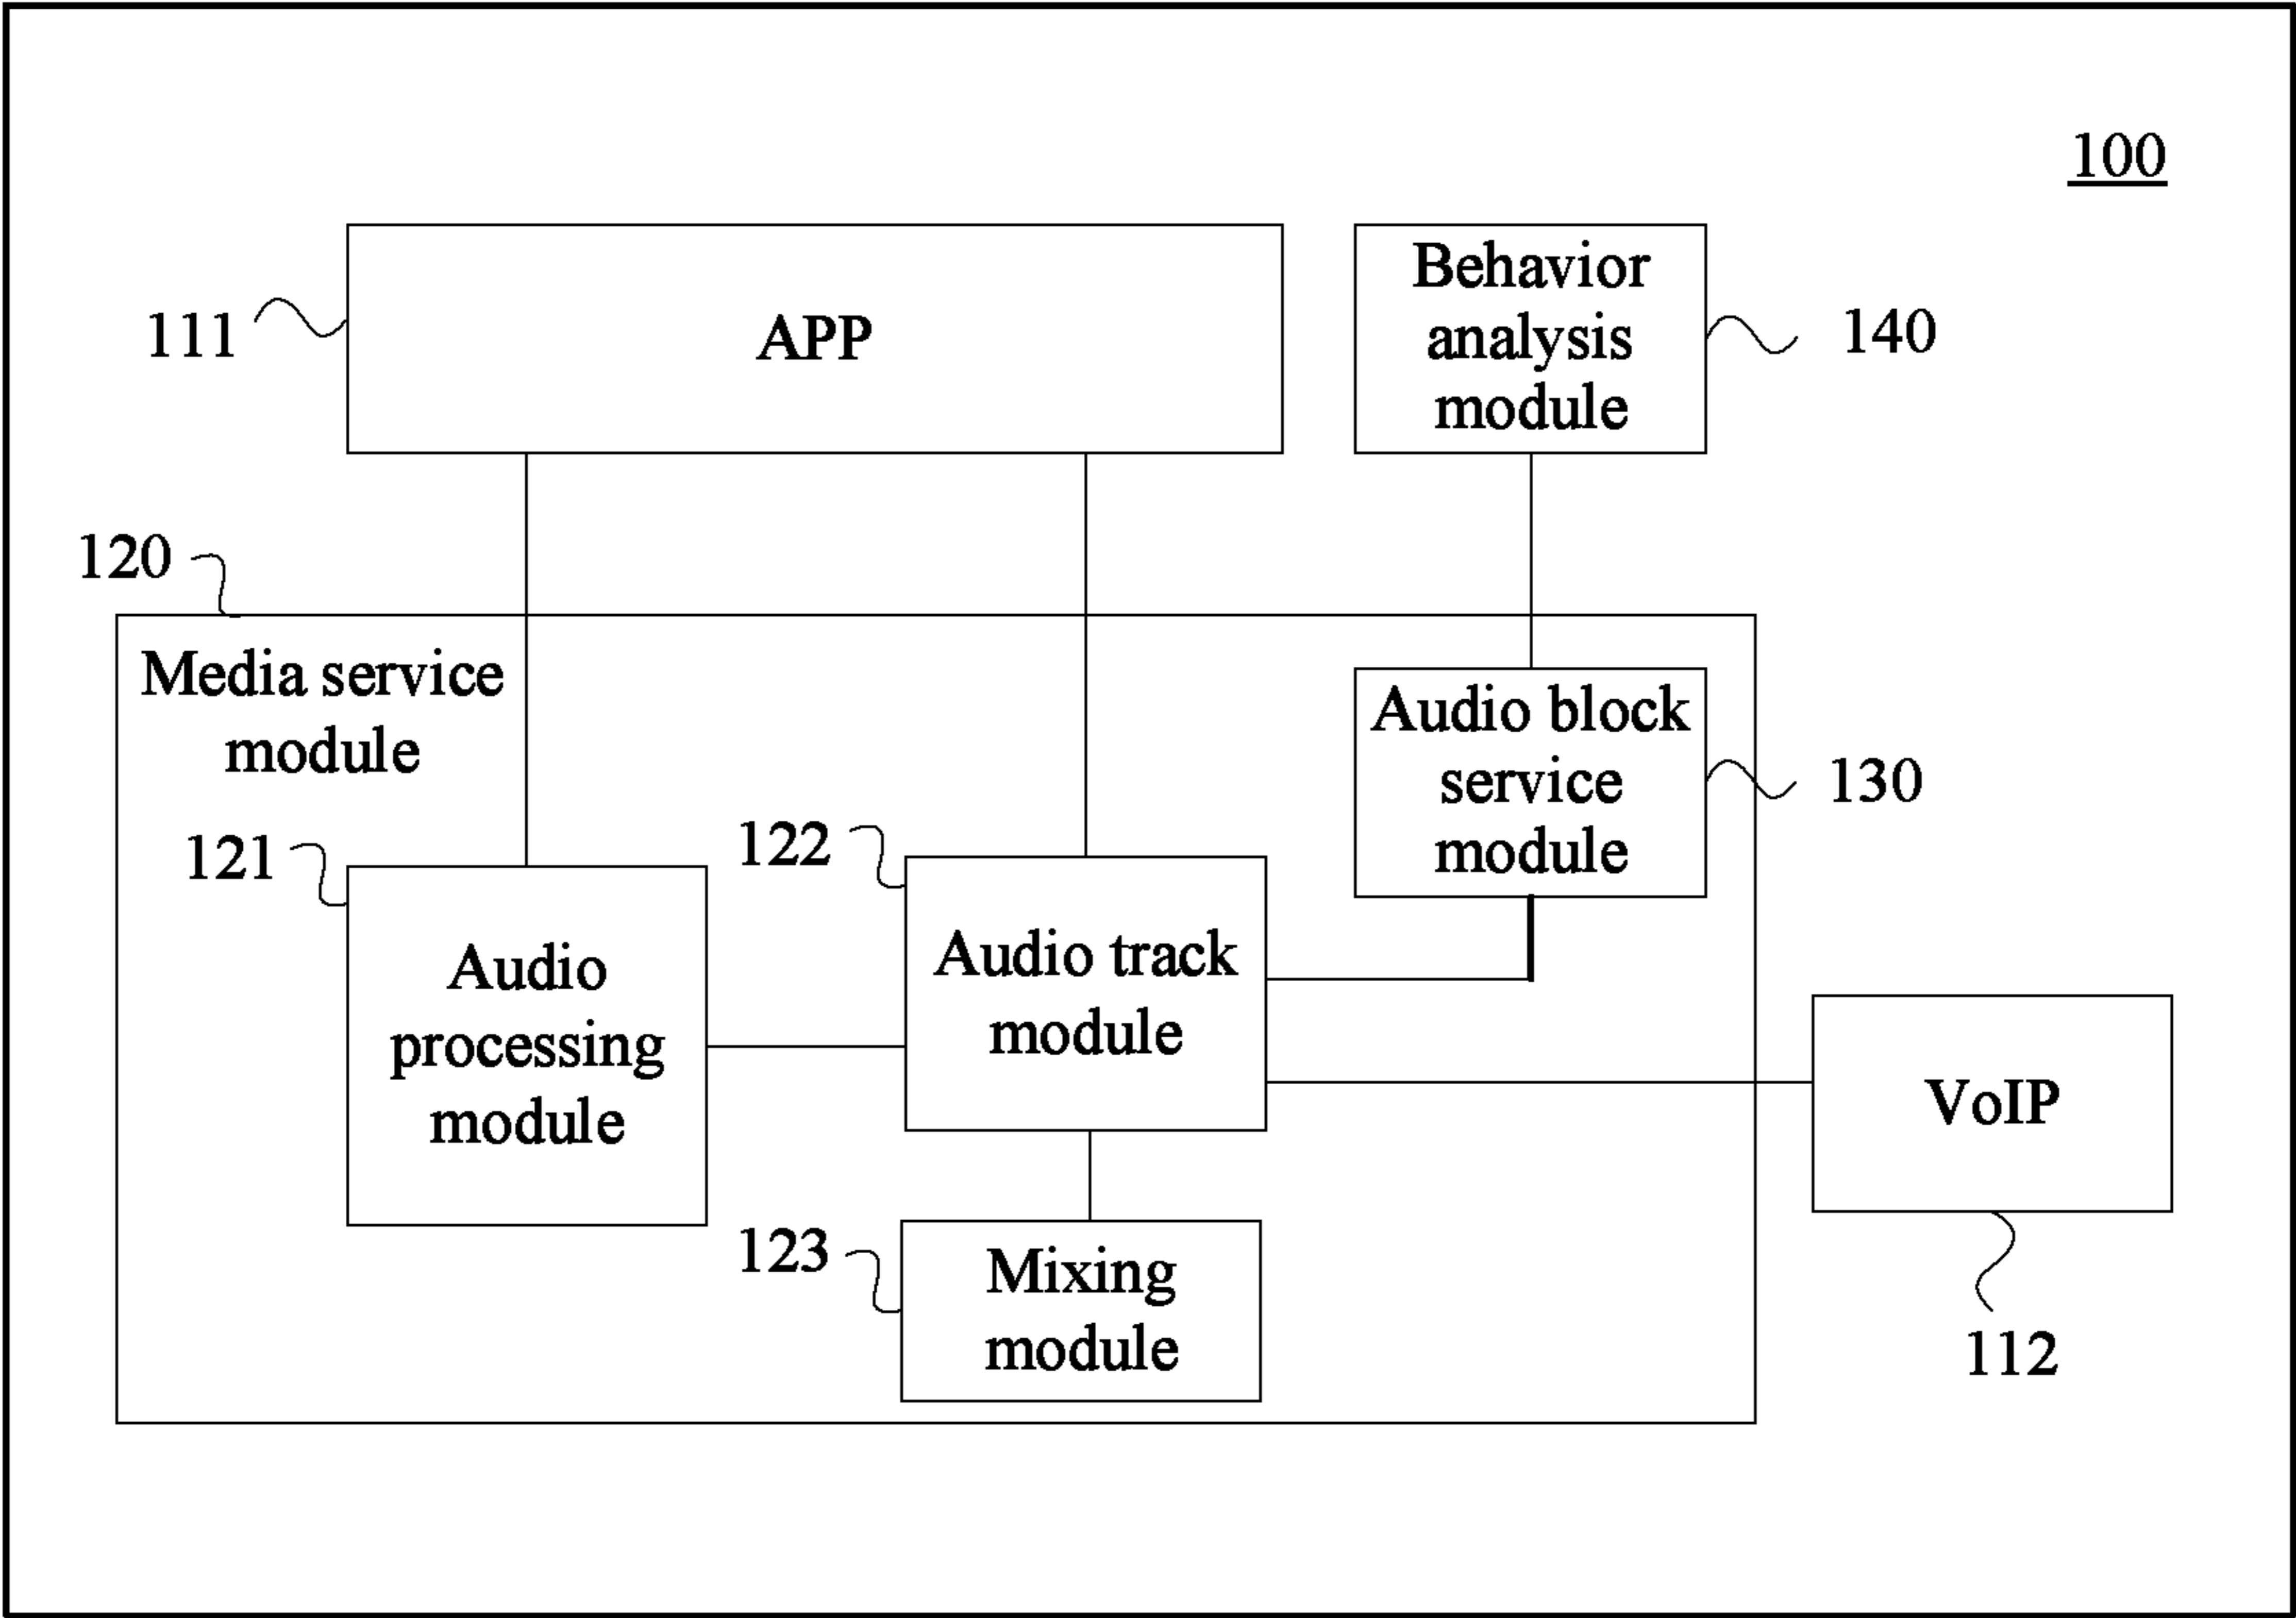 100
111
APP
Behavior
analysis
module
140
120
Media service
module
Audio block
service
module
130
121
122
Audio
processing
module
Audio track
module
VoIP
112
123
Mixing
module